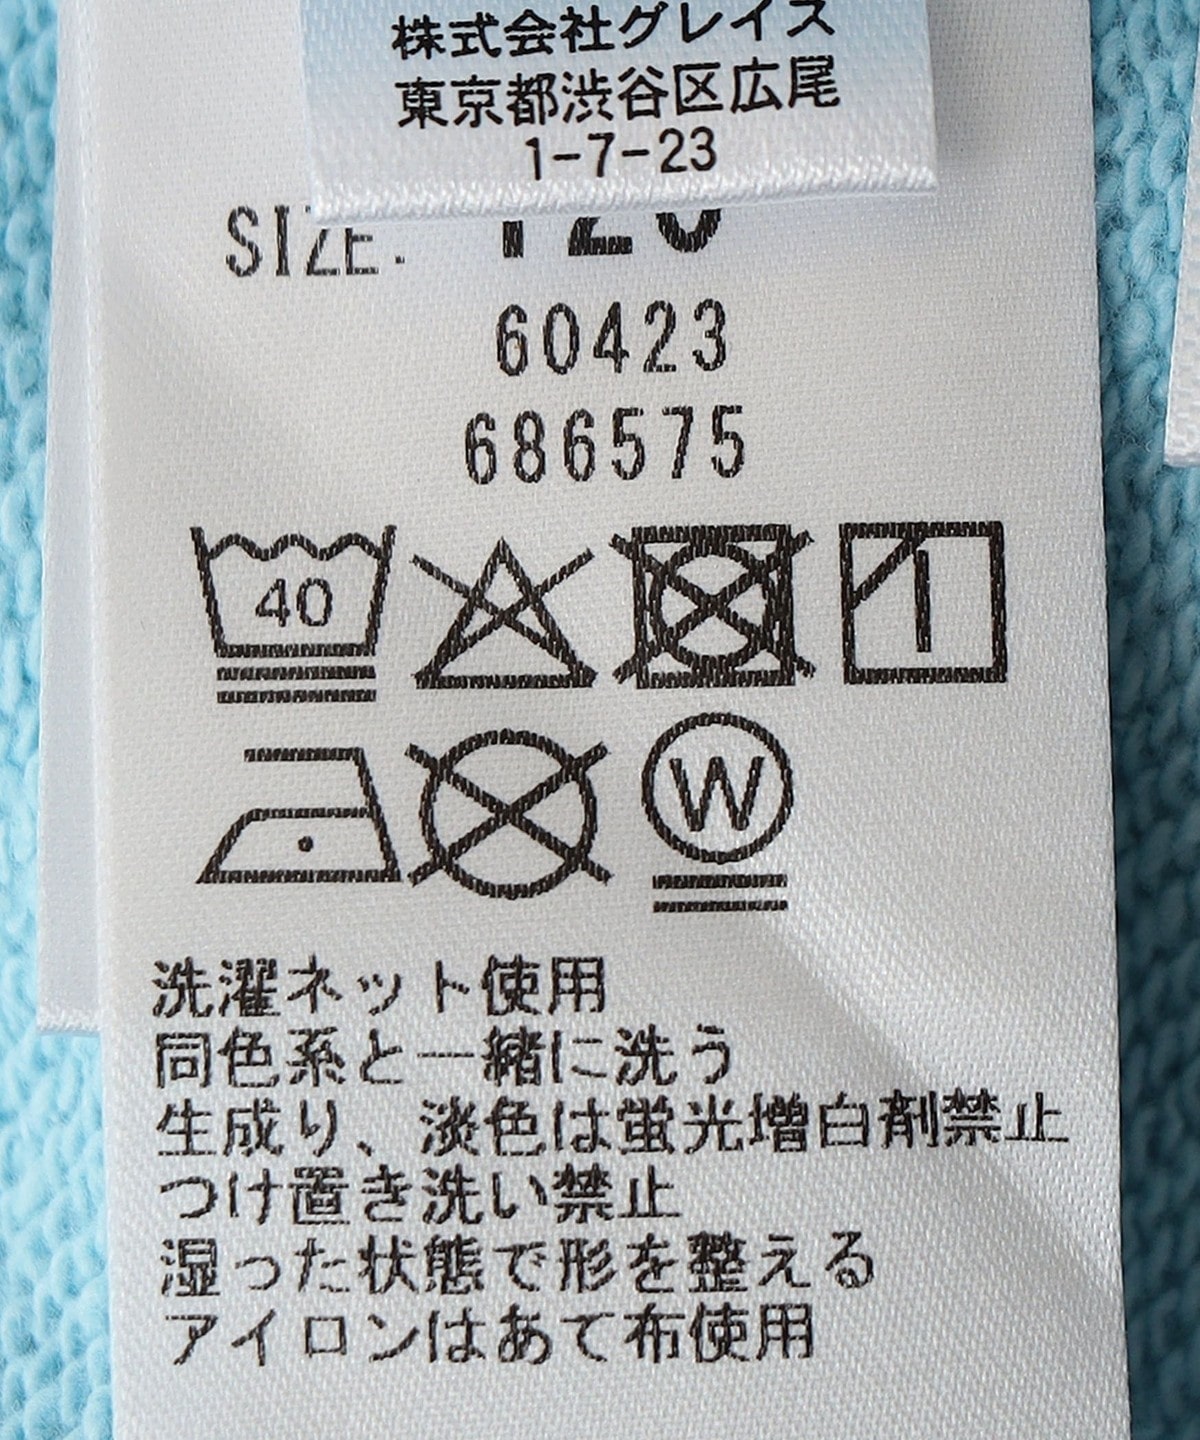 株式会社グレイス
東京都渋谷区広尾
1-7-23
SIZE. 120
60423
686575
40
W
洗濯ネット使用
同色系と一緒に洗う
生成り、淡色は蛍光増白剤禁止
つけ置き洗い禁止
湿った状態で形を整える
アイロンはあて布使用